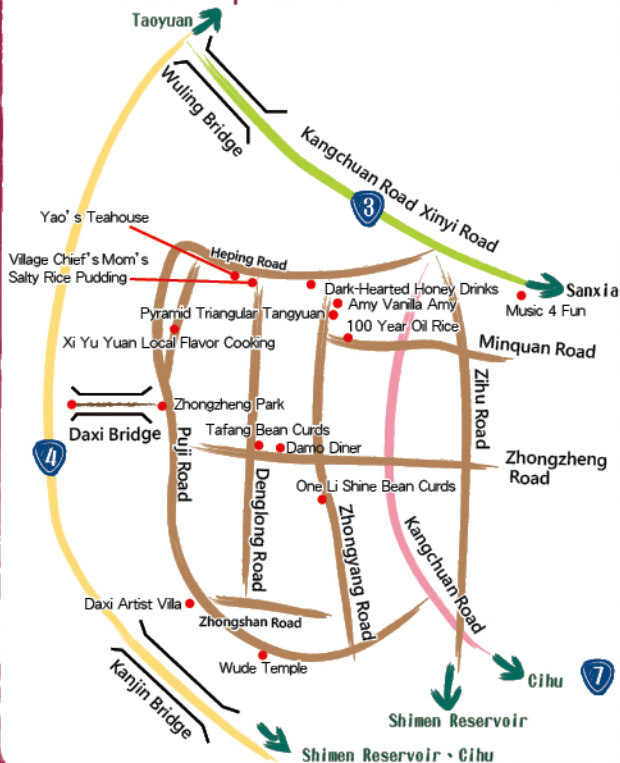 Taoyuan
Wuling Bridge
Kangchuan Road Xinyi Road
3
Yao's Teahouse
Heping Road
Village Chief's Mom's
Salty Rice Pudding
Dark-Hearted Honey Drinks
Sanxia
Amy Vanilla Amy
Music 4 Fun
Pyramid Triangular Tangyuan
100 Year Oil Rice
Xi Yu Yuan Local Flavor Cooking
Minquan Road
Zihu Road
Zhongzheng Park
Daxi Bridge
Tafang Bean Curds
Damo Diner
4
Puji Road
Zhongzheng
Road
Denglong Road
One Li Shine Bean Curds
Zhongyang Road
Kangchuan Road
Daxi Artist Villa
Zhongshan Road
Wude Temple
Kanjin Bridge
Cihu
7
Shimen Reservoir
Shimen Reservoir、Cihu